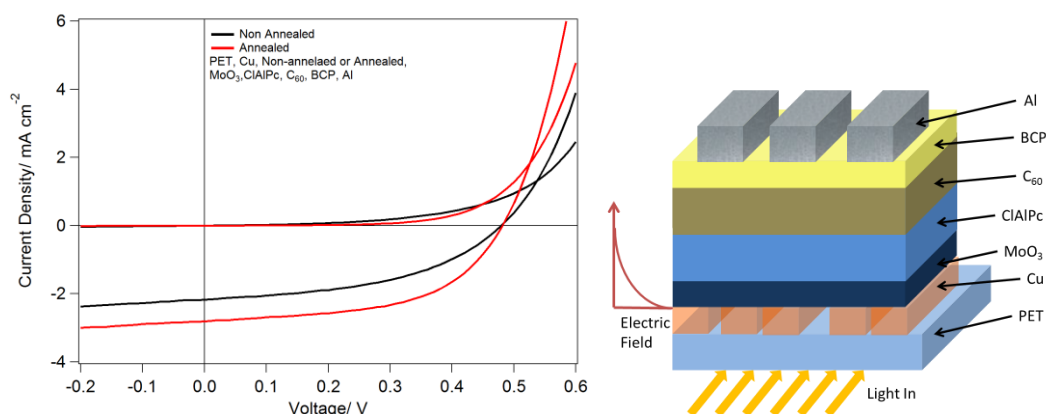 Non Annealed
Annealed
PET, Cu, Non-annelaed or Annealed,
MoO₃,ClAlPc, C₆₀, BCP, Al
Current Density/ mA cm⁻²
6
4
2
0
-2
-4
-0.2
-0.1
0.0
0.1
0.2
0.3
0.4
0.5
0.6
Voltage/ V
Al
BCP
C₆₀
ClAlPc
MoO₃
Cu
PET
Electric
Field
Light In